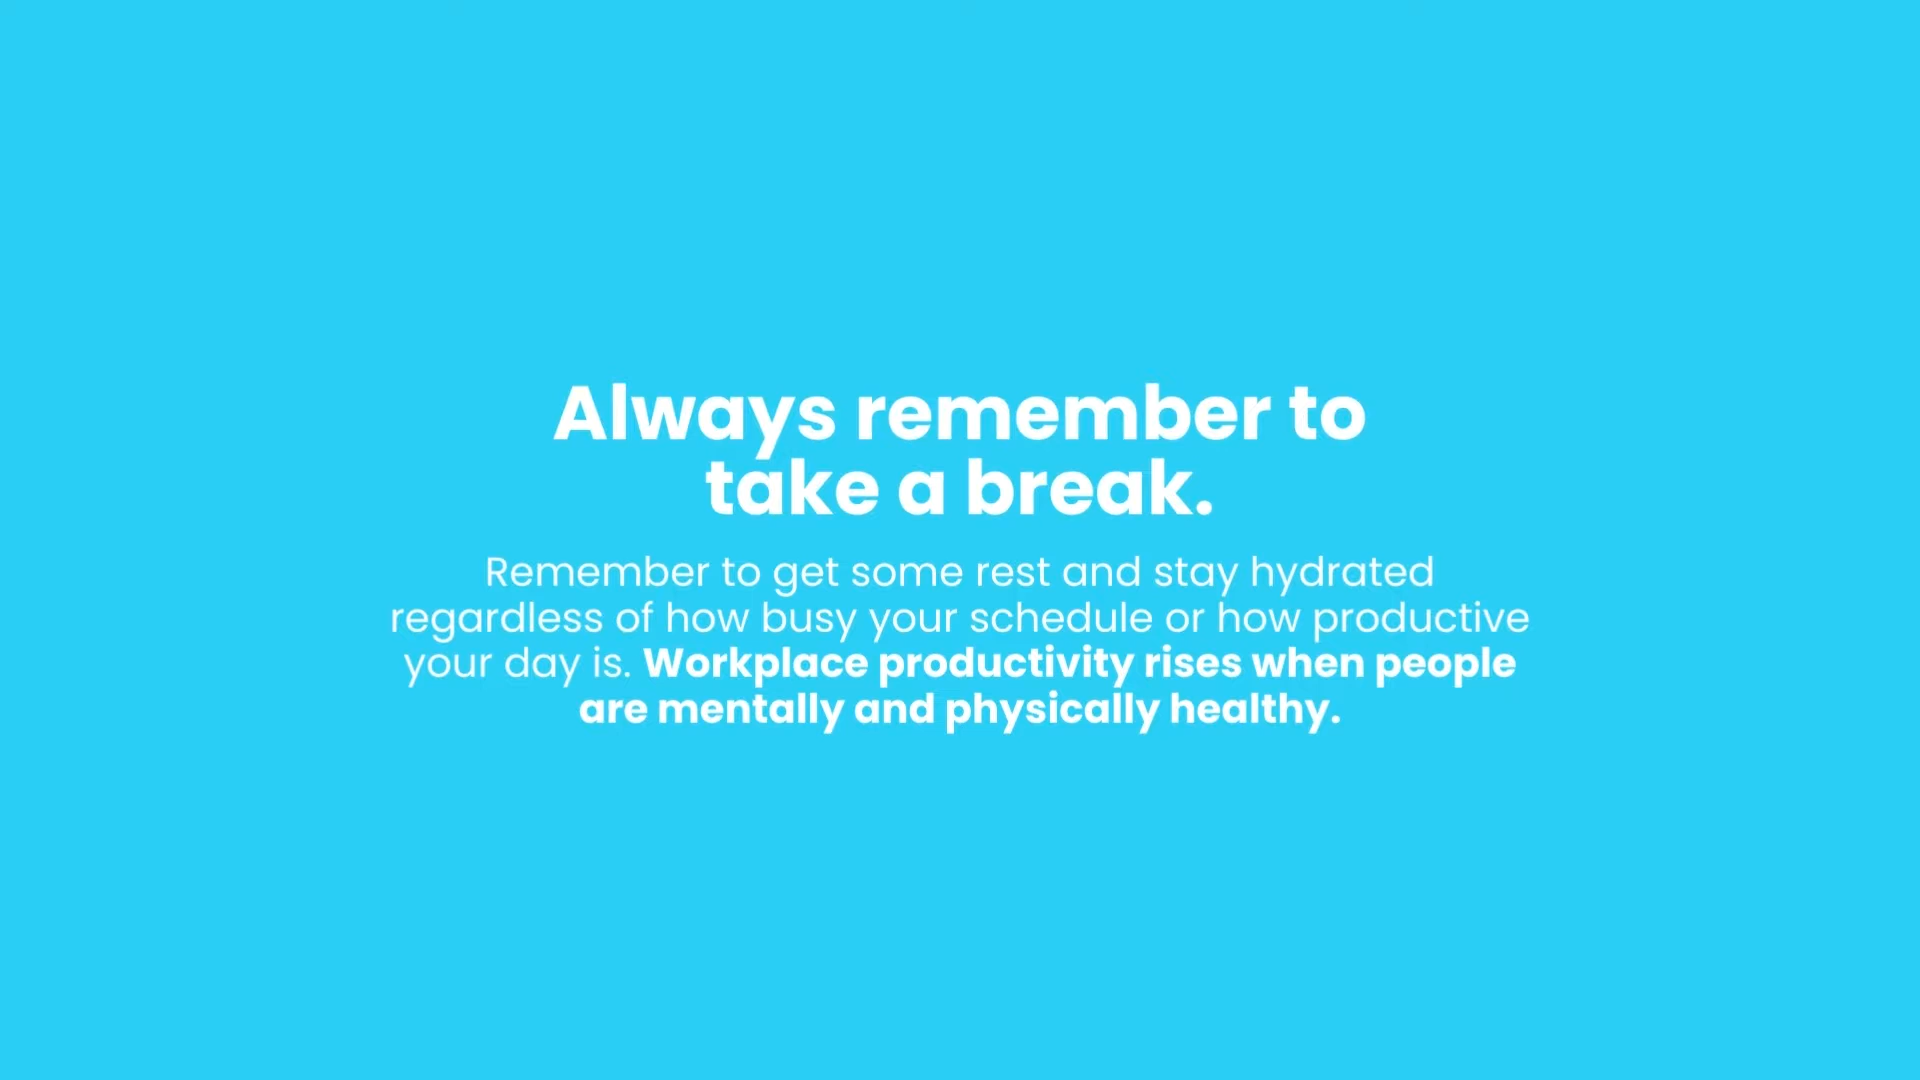 Always remember to
take a break.
Remember to get some rest and stay hydrated
regardless of how busy your schedule or how productive
your day is. Workplace productivity rises when people
are mentally and physically healthy.